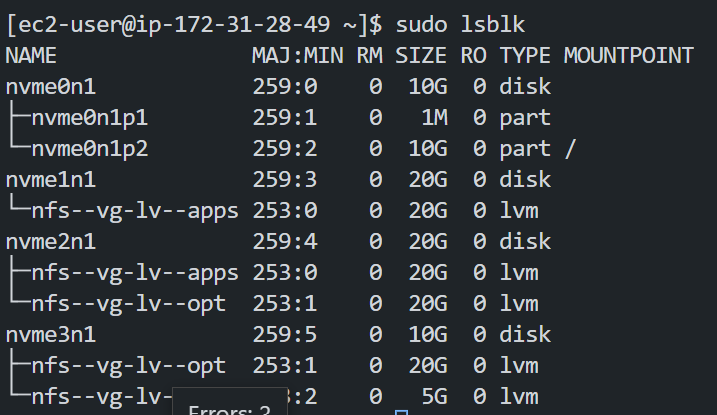 [ec2-user@ip-172-31-28-49 ~]$ sudo lsblk
NAME                MAJ:MIN RM SIZE RO TYPE MOUNTPOINT
nvme0n1             259:0    0  10G  0 disk
├─nvme0n1p1         259:1    0   1M  0 part
└─nvme0n1p2         259:2    0  10G  0 part /
nvme1n1             259:3    0  20G  0 disk
└─nfs--vg-lv--apps  253:0    0  20G  0 lvm
nvme2n1             259:4    0  20G  0 disk
├─nfs--vg-lv--apps  253:0    0  20G  0 lvm
└─nfs--vg-lv--opt   253:1    0  20G  0 lvm
nvme3n1             259:5    0  10G  0 disk
├─nfs--vg-lv--opt   253:1    0  20G  0 lvm
└─nfs--vg-lv- :2    0   5G  0 lvm
Errors: 2